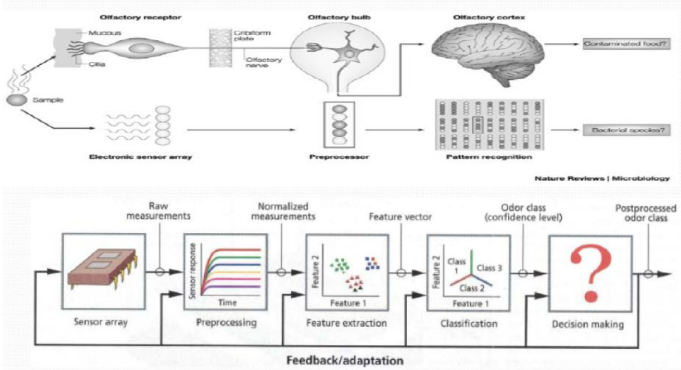 Olfactory receptor
Olfactory bulb
Olfactory cortex
Mucous
Cilia
Cribiform
plate
Olfactory
nerve
Contaminated food?
Sample
Bacterial species?
Electronic sensor array
Preprocessor
Pattern recognition
Nature Reviews | Microbiology
Raw
measurements
Normalized
measurements
Feature vector
Odor class
(confidence level)
Postprocessed
odor class
Sensor response
Time
Feature 2
Feature 1
Feature 2
Class
1
Class 3
Class 2
Feature 1
?
Sensor array
Preprocessing
Feature extraction
Classification
Decision making
Feedback/adaptation